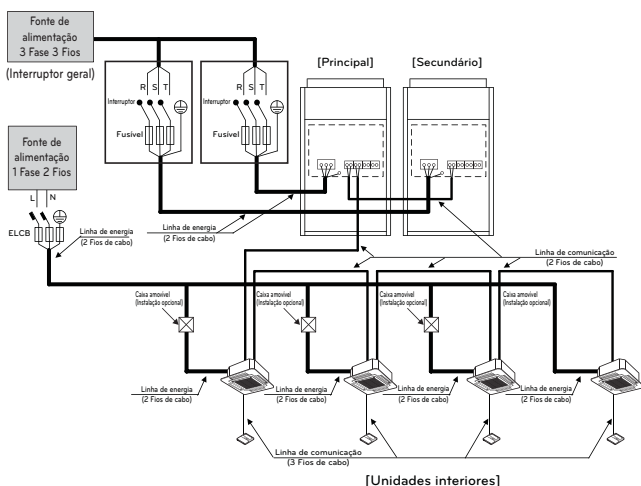 Fonte de
alimentação
3 Fase 3 Fios
(Interruptor geral)
[Principal]
[Secundário]
R S T
Interruptor
Fusível
R S T
Interruptor
Fusível
Fonte de
alimentação
1 Fase 2 Fios
L N
ELCB
Linha de energia
(2 Fios de cabo)
Linha de energia
(2 Fios de cabo)
Linha de comunicação
(2 Fios de cabo)
Caixa amovível
(Instalação opcional)
Caixa amovível
(Instalação opcional)
Caixa amovível
(Instalação opcional)
Caixa amovível
(Instalação opcional)
Linha de energia
(2 Fios de cabo)
Linha de energia
(2 Fios de cabo)
Linha de energia
(2 Fios de cabo)
Linha de energia
(2 Fios de cabo)
Linha de comunicação
(3 Fios de cabo)
[Unidades interiores]